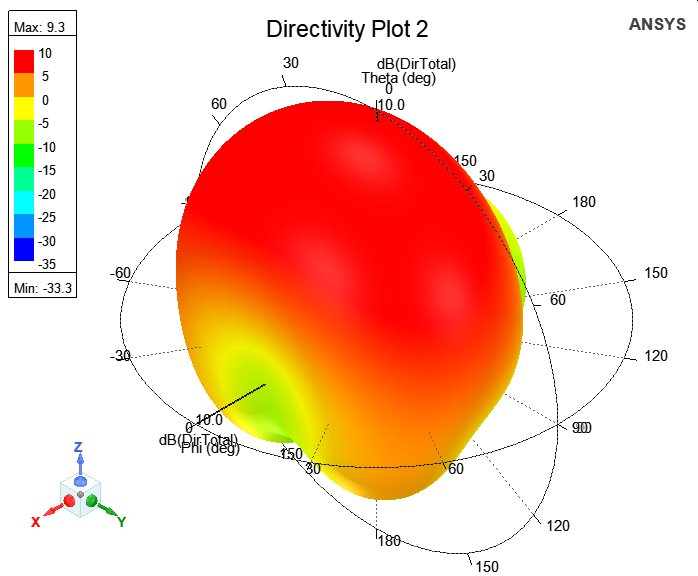 Directivity Plot 2
ANSYS
Max: 9.3
10
5
0
-5
-10
-15
-20
-25
-30
-35
Min: -33.3
dB(DirTotal)
Theta (deg)
0
10.0
30
60
150
30
180
-60
150
60
-30
120
0
10.0
dB(DirTotal)
Phi (deg)
90
150
30
60
180
120
150
Z
X
Y